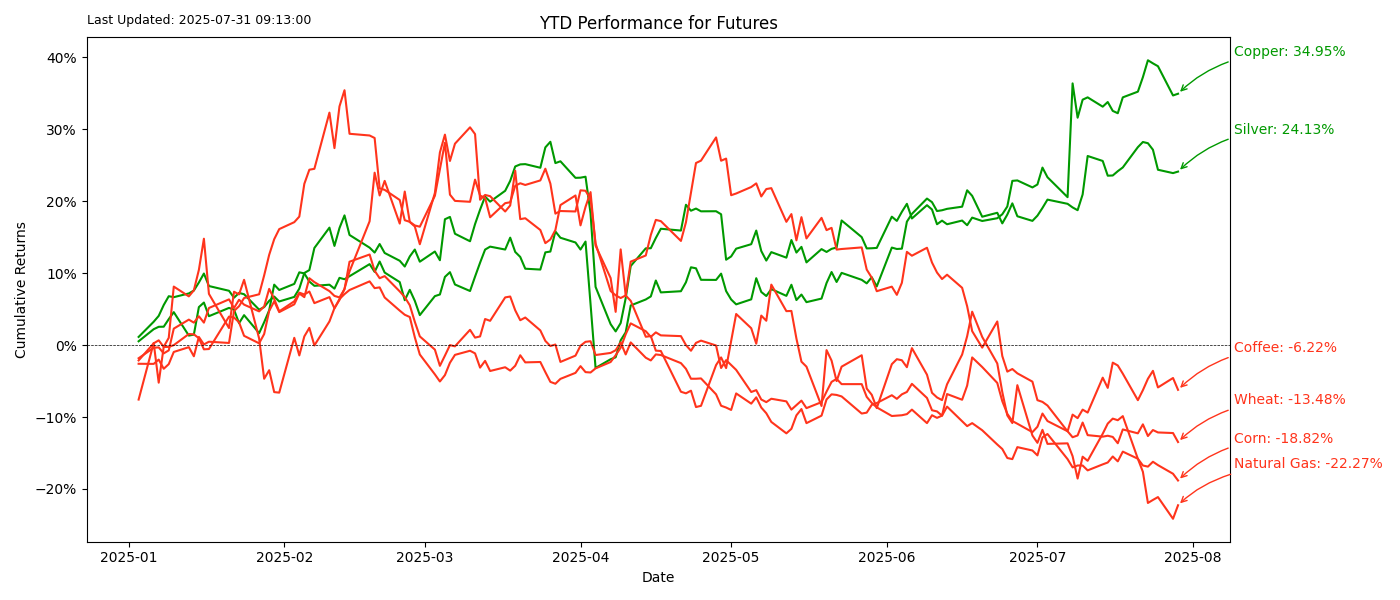 Last Updated: 2025-07-31 09:13:00
YTD Performance for Futures
Cumulative Returns
40%
30%
20%
10%
0%
−10%
−20%
Copper: 34.95%
Silver: 24.13%
Coffee: -6.22%
Wheat: -13.48%
Corn: -18.82%
Natural Gas: -22.27%
2025-01
2025-02
2025-03
2025-04
2025-05
2025-06
2025-07
2025-08
Date